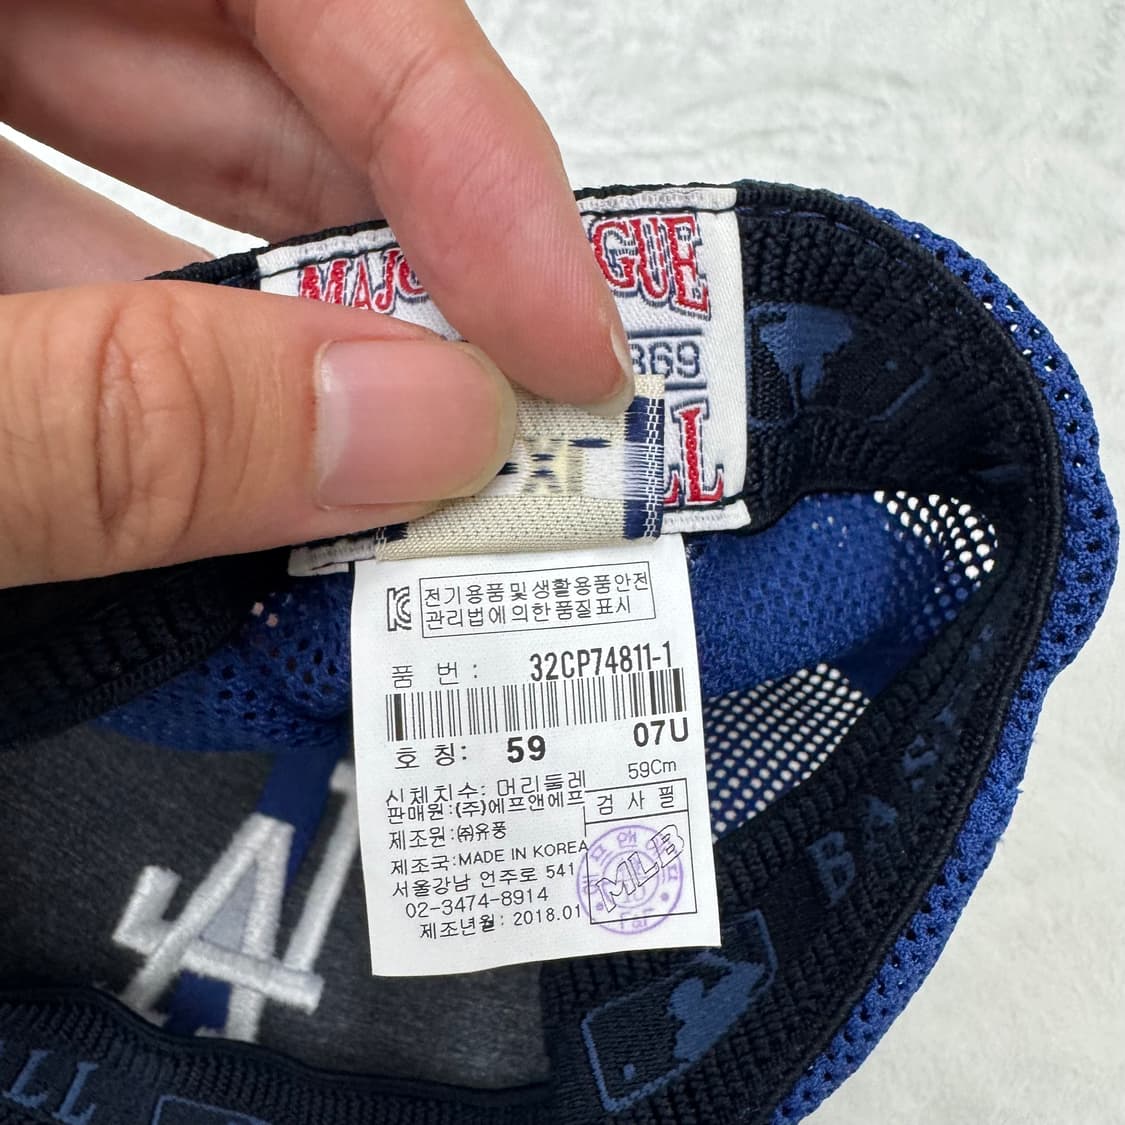 GUE
869
LL
전기용품및생활용품안전
관리법에의한품질표시
품 번 : 32CP74811-1
호 칭: 59 07U
신체치수: 머리둘레 59Cm
판매원:(주)에프앤에프
검 사 필
제조원:㈜유풍
제조국:MADE IN KOREA
서울강남 언주로 541
02-3474-8914
제조년월: 2018.01
MLB
F&F
LA
LL